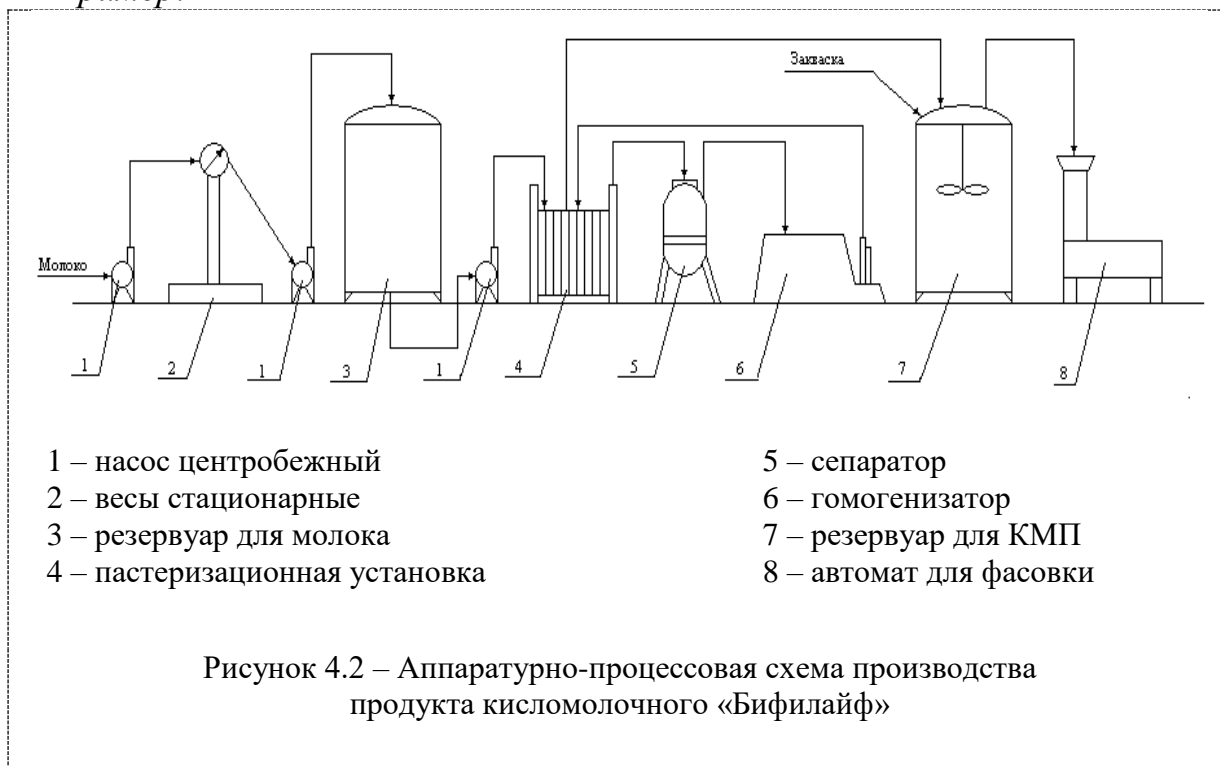 Закваска
Молоко
1
2
1
3
1
4
5
6
7
8
1 – насос центробежный
2 – весы стационарные
3 – резервуар для молока
4 – пастеризационная установка
5 – сепаратор
6 – гомогенизатор
7 – резервуар для КМП
8 – автомат для фасовки
Рисунок 4.2 – Аппаратурно-процессовая схема производства
продукта кисломолочного «Бифилайф»